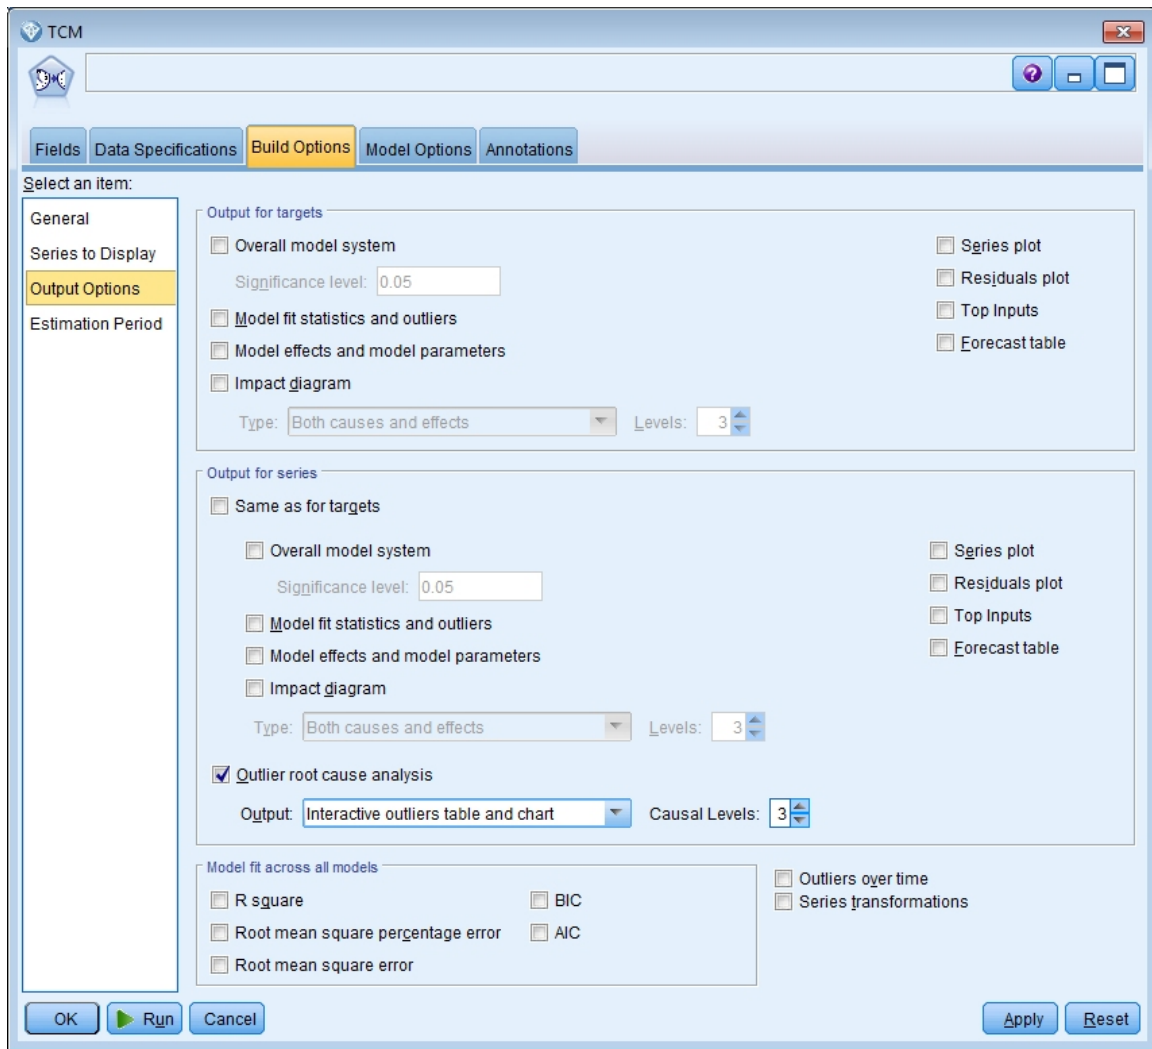 TCM
Fields Data Specifications Build Options Model Options Annotations
Select an item:
General
Series to Display
Output Options
Estimation Period
Output for targets
Overall model system
Significance level: 0.05
Model fit statistics and outliers
Model effects and model parameters
Impact diagram
Type: Both causes and effects Levels: 3
Series plot
Residuals plot
Top Inputs
Forecast table
Output for series
Same as for targets
Overall model system
Significance level: 0.05
Model fit statistics and outliers
Model effects and model parameters
Impact diagram
Type: Both causes and effects Levels: 3
Series plot
Residuals plot
Top Inputs
Forecast table
Outlier root cause analysis
Output: Interactive outliers table and chart Causal Levels: 3
Model fit across all models
R square BIC
Root mean square percentage error AIC
Root mean square error
Outliers over time
Series transformations
OK Run Cancel Apply Reset